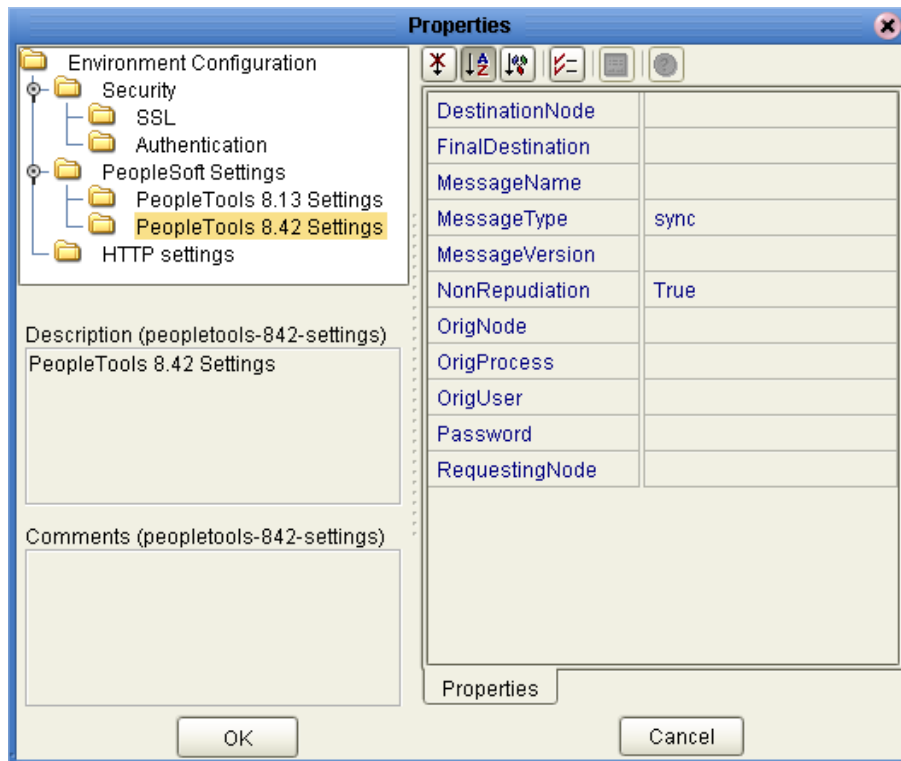 Properties
Environment Configuration
Security
SSL
Authentication
PeopleSoft Settings
PeopleTools 8.13 Settings
PeopleTools 8.42 Settings
HTTP settings
Description (peopletools-842-settings)
PeopleTools 8.42 Settings
Comments (peopletools-842-settings)
DestinationNode
FinalDestination
MessageName
MessageType sync
MessageVersion
NonRepudiation True
OrigNode
OrigProcess
OrigUser
Password
RequestingNode
Properties
OK
Cancel